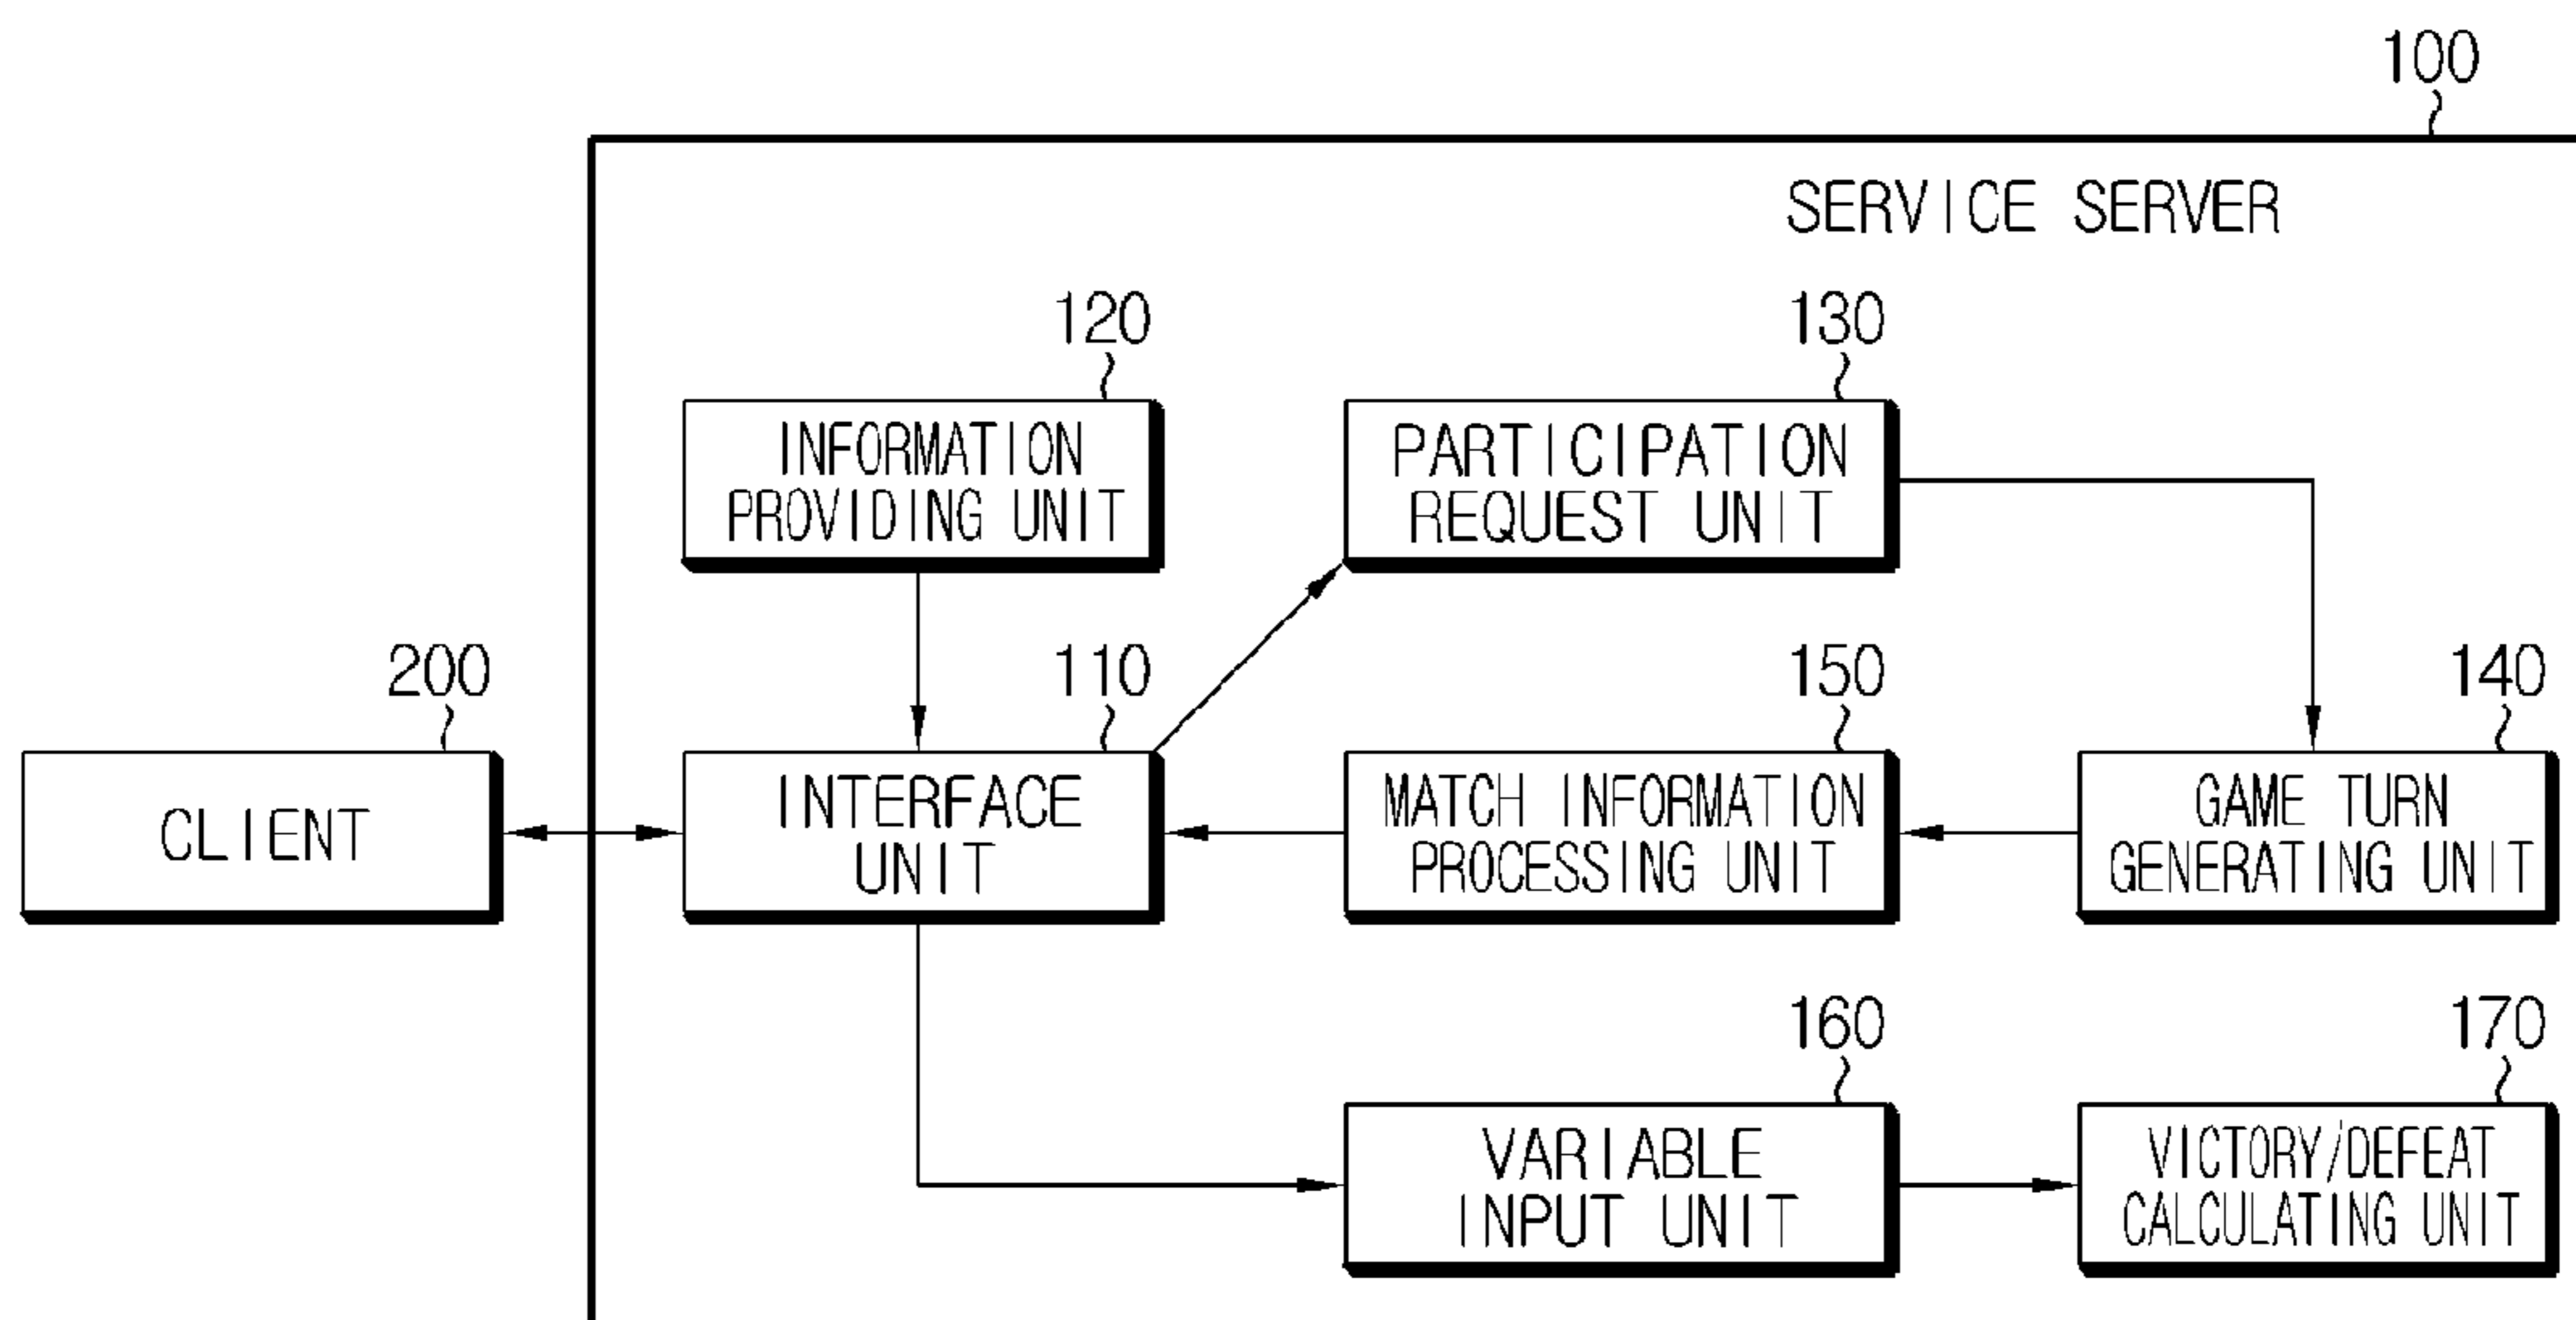 100
SERVICE SERVER
120
130
INFORMATION
PROVIDING UNIT
PARTICIPATION
REQUEST UNIT
200
110
150
140
CLIENT
INTERFACE
UNIT
MATCH INFORMATION
PROCESSING UNIT
GAME TURN
GENERATING UNIT
160
170
VARIABLE
INPUT UNIT
VICTORY/DEFEAT
CALCULATING UNIT